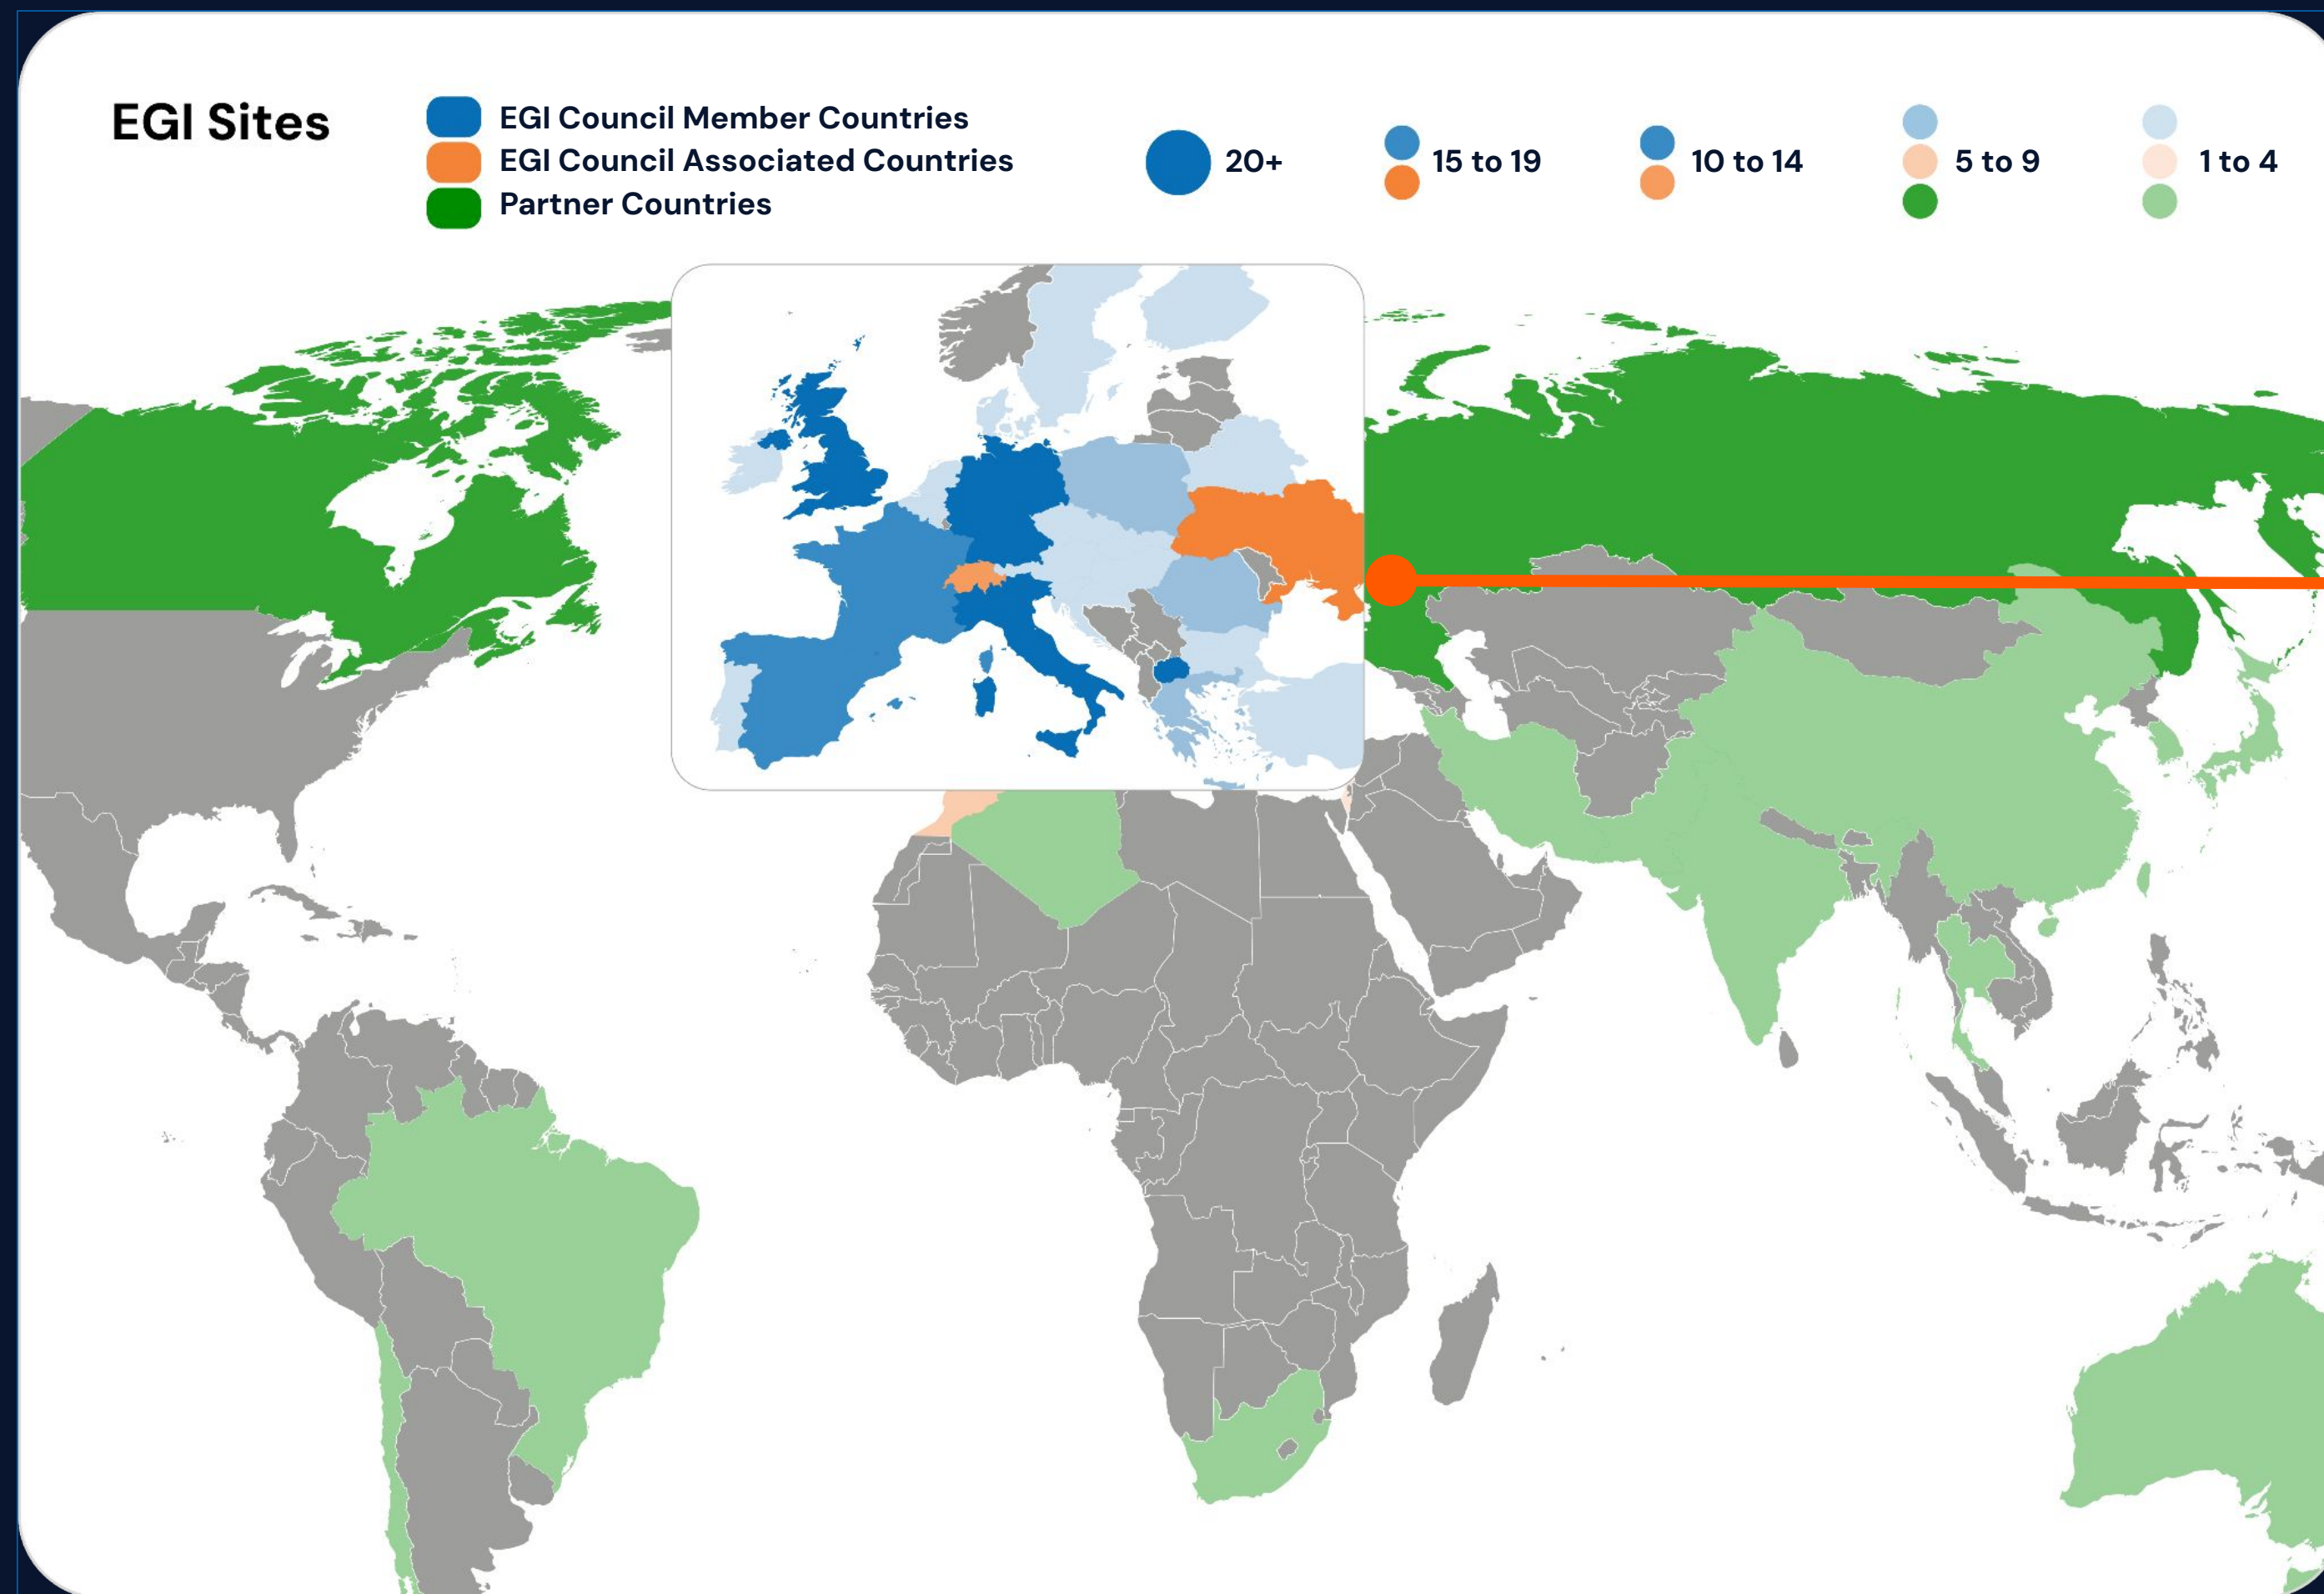 EGI Sites
EGI Council Member Countries
EGI Council Associated Countries
Partner Countries
20+
15 to 19
10 to 14
5 to 9
1 to 4